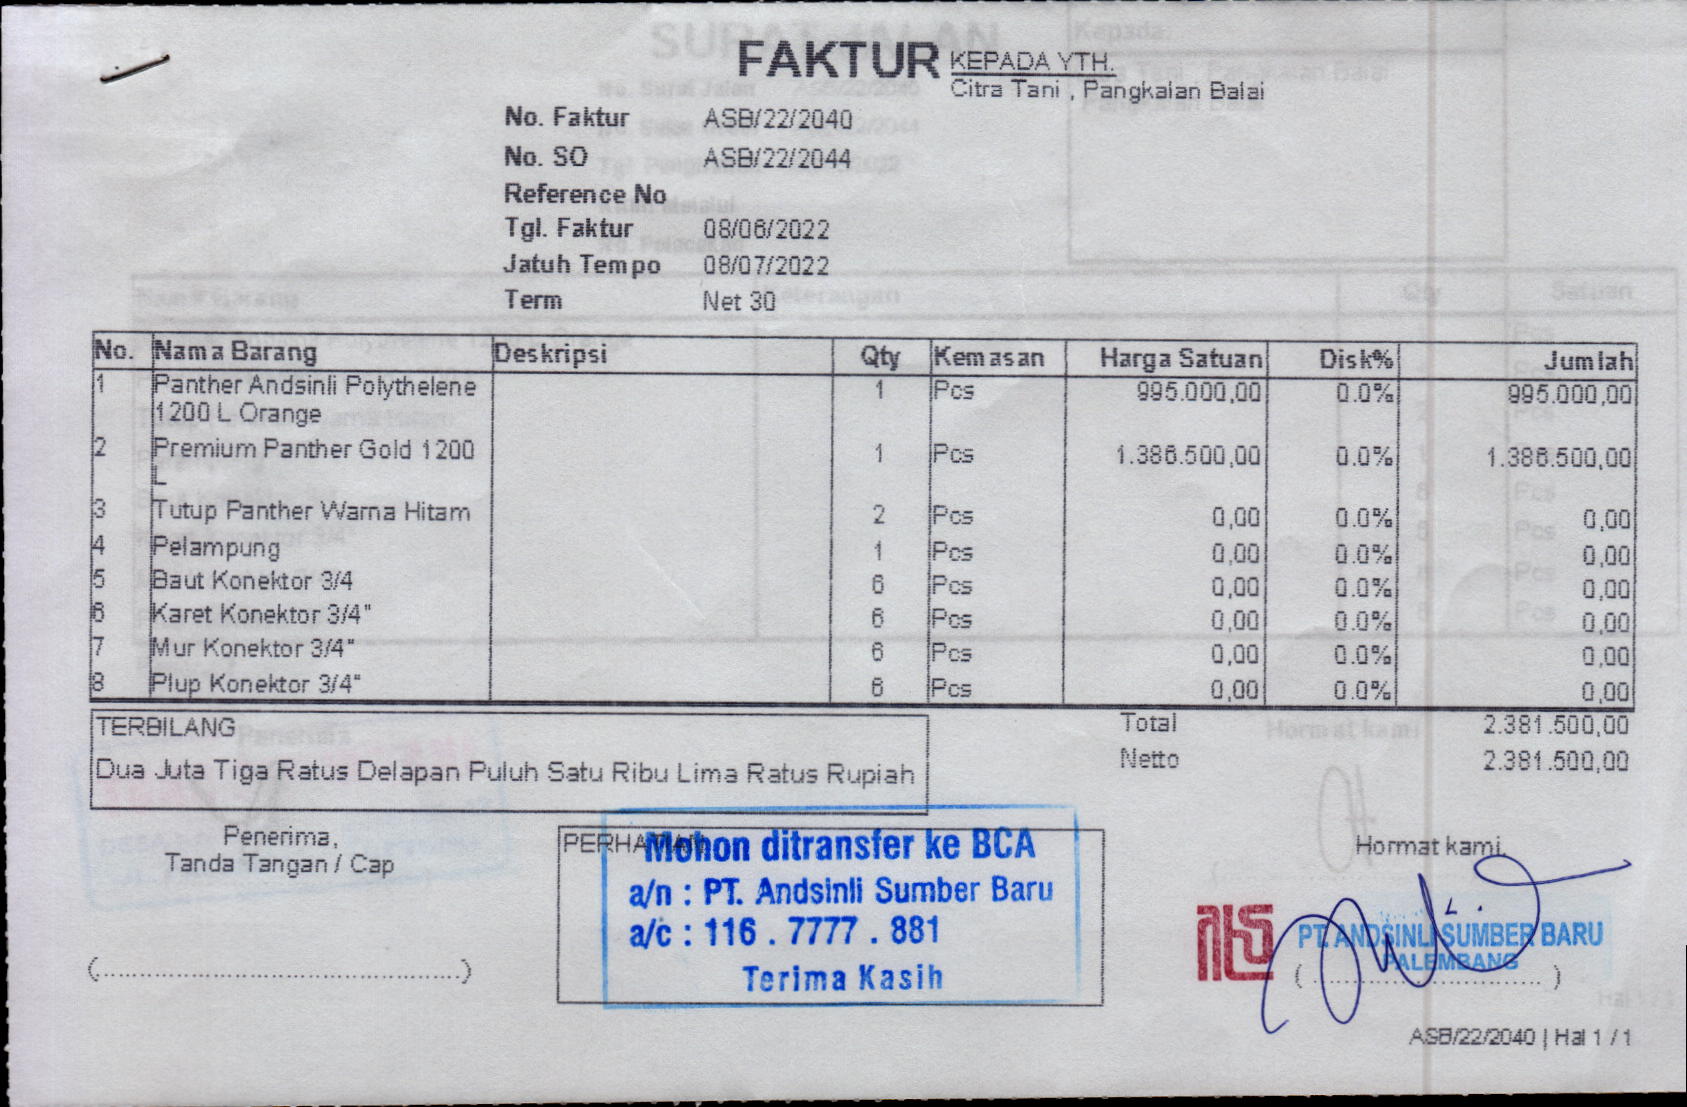 FAKTUR
KEPADA YTH.
Citra Tani , Pangkalan Balai
No. Faktur ASB/22/2040
No. SO ASB/22/2044
Reference No
Tgl. Faktur 08/06/2022
Jatuh Tempo 08/07/2022
Term Net 30
No. Nama Barang Deskripsi Qty Kemasan Harga Satuan Disk% Jumlah
1 Panther Andsinli Polythelene 1 Pcs 995.000,00 0.0% 995.000,00
1200 L Orange
2 Premium Panther Gold 1200 1 Pcs 1.386.500,00 0.0% 1.386.500,00
L
3 Tutup Panther Warna Hitam 2 Pcs 0,00 0.0% 0,00
4 Pelampung 1 Pcs 0,00 0.0% 0,00
5 Baut Konektor 3/4 6 Pcs 0,00 0.0% 0,00
6 Karet Konektor 3/4" 6 Pcs 0,00 0.0% 0,00
7 Mur Konektor 3/4" 6 Pcs 0,00 0.0% 0,00
8 Plup Konektor 3/4" 6 Pcs 0,00 0.0% 0,00
TERBILANG
Dua Juta Tiga Ratus Delapan Puluh Satu Ribu Lima Ratus Rupiah
Total 2.381.500,00
Netto 2.381.500,00
Penerima,
Tanda Tangan / Cap
(................................................)
PERHATIAN
Mohon ditransfer ke BCA
a/n : PT. Andsinli Sumber Baru
a/c : 116 . 7777 . 881
Terima Kasih
Hormat kami,
PT. ANDSINLI SUMBER BARU
PALEMBANG
(................................)
ASB/22/2040 | Hal 1 / 1